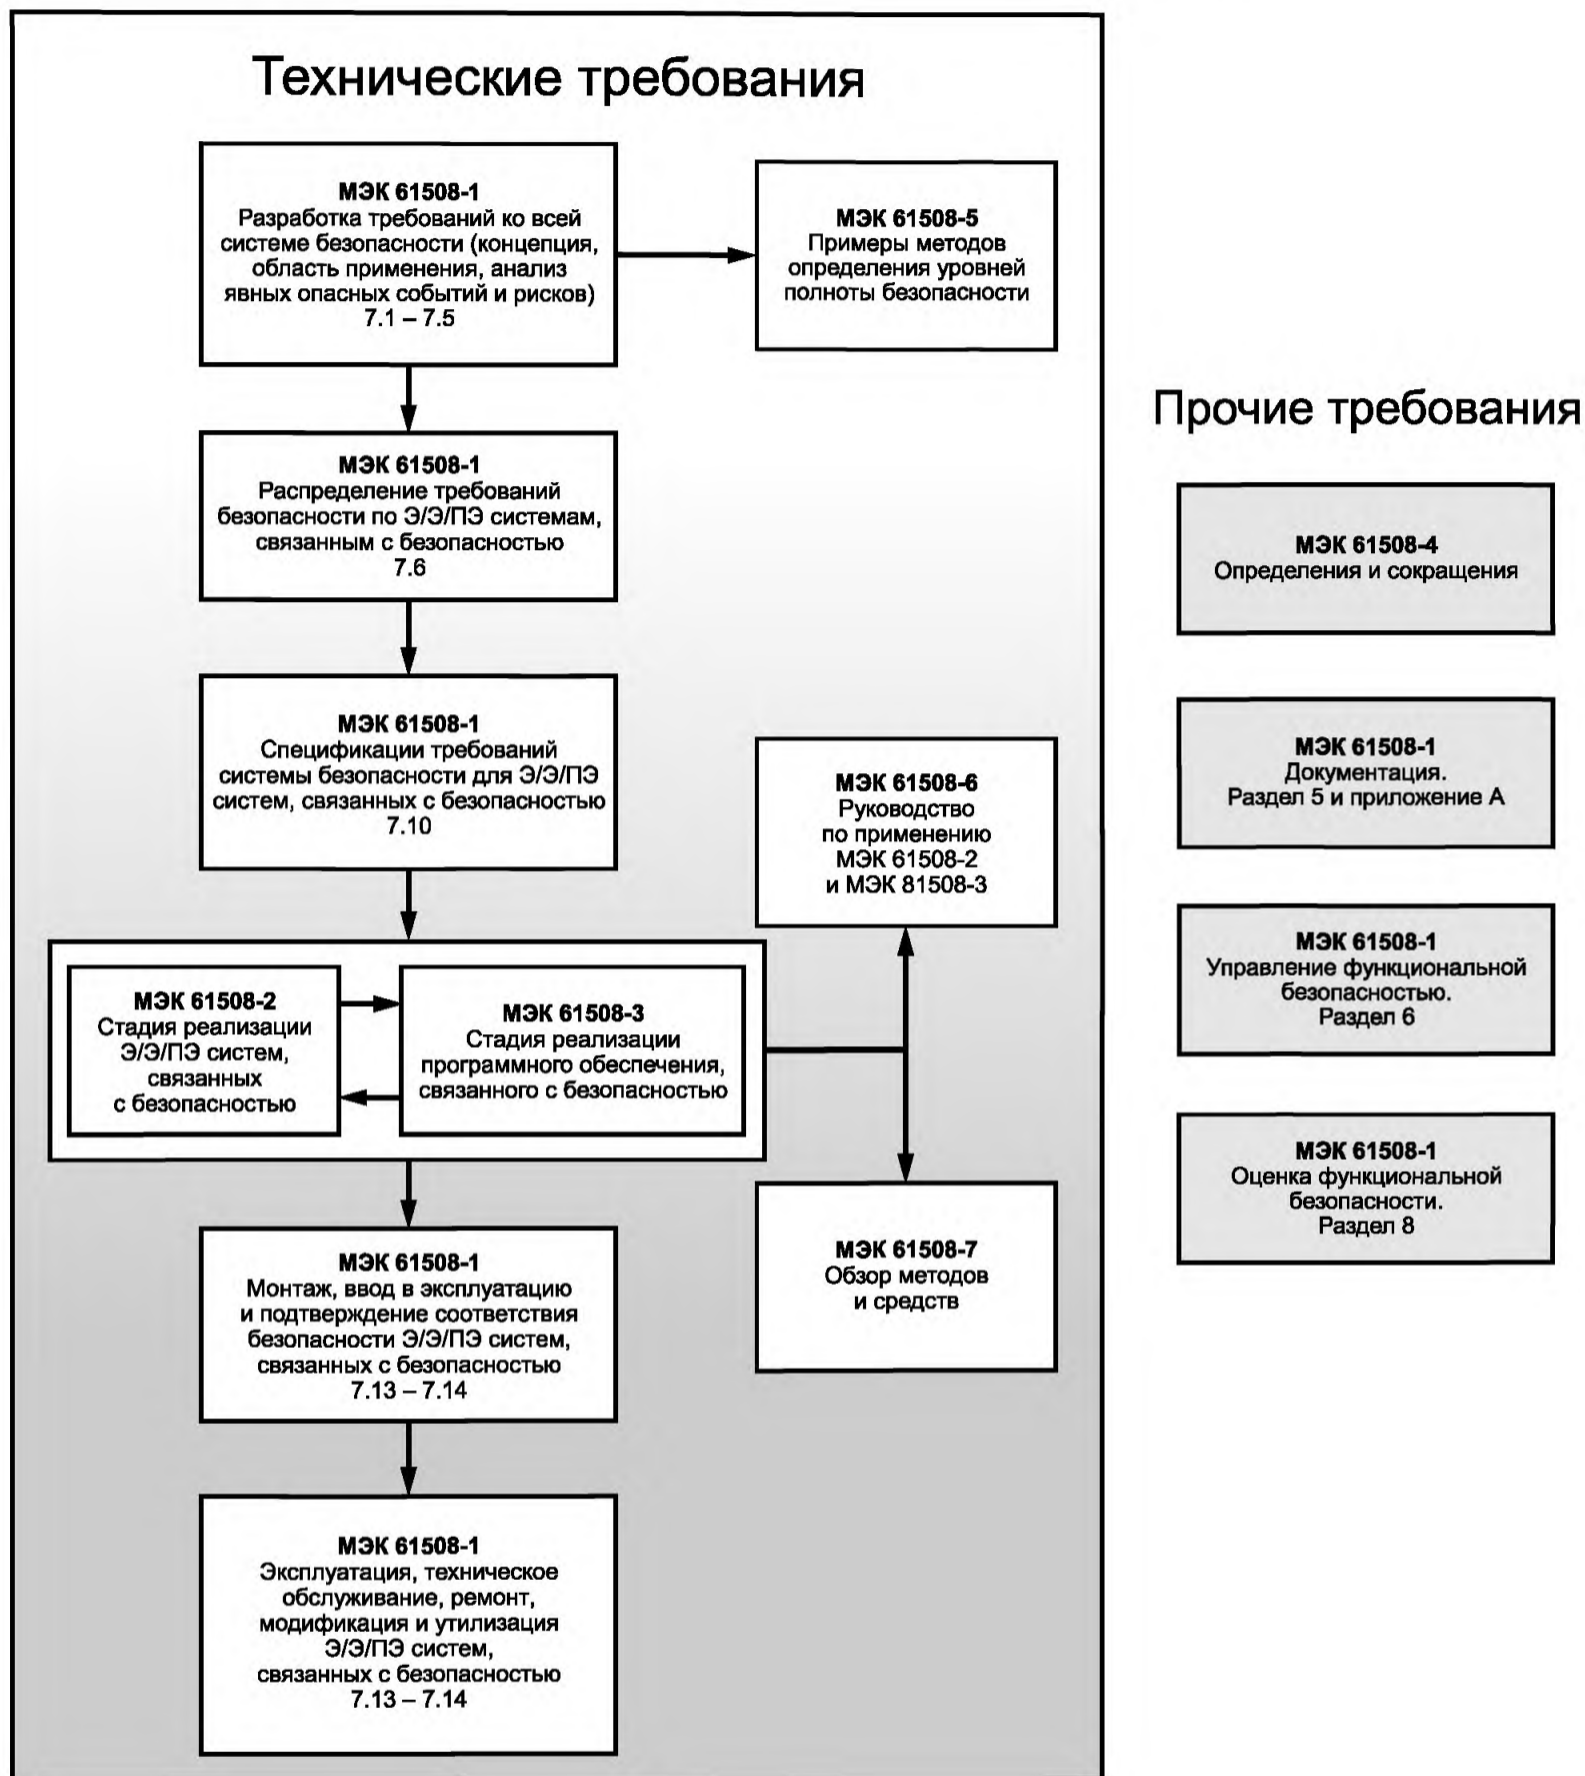 Технические требования
МЭК 61508-1
Разработка требований ко всей
системе безопасности (концепция,
область применения, анализ
явных опасных событий и рисков)
7.1 – 7.5
МЭК 61508-5
Примеры методов
определения уровней
полноты безопасности
МЭК 61508-1
Распределение требований
безопасности по Э/Э/ПЭ системам,
связанным с безопасностью
7.6
МЭК 61508-1
Спецификации требований
системы безопасности для Э/Э/ПЭ
систем, связанных с безопасностью
7.10
МЭК 61508-6
Руководство
по применению
МЭК 61508-2
и МЭК 81508-3
МЭК 61508-2
Стадия реализации
Э/Э/ПЭ систем,
связанных
с безопасностью
МЭК 61508-3
Стадия реализации
программного обеспечения,
связанного с безопасностью
МЭК 61508-7
Обзор методов
и средств
МЭК 61508-1
Монтаж, ввод в эксплуатацию
и подтверждение соответствия
безопасности Э/Э/ПЭ систем,
связанных с безопасностью
7.13 – 7.14
МЭК 61508-1
Эксплуатация, техническое
обслуживание, ремонт,
модификация и утилизация
Э/Э/ПЭ систем,
связанных с безопасностью
7.13 – 7.14
Прочие требования
МЭК 61508-4
Определения и сокращения
МЭК 61508-1
Документация.
Раздел 5 и приложение А
МЭК 61508-1
Управление функциональной
безопасностью.
Раздел 6
МЭК 61508-1
Оценка функциональной
безопасности.
Раздел 8